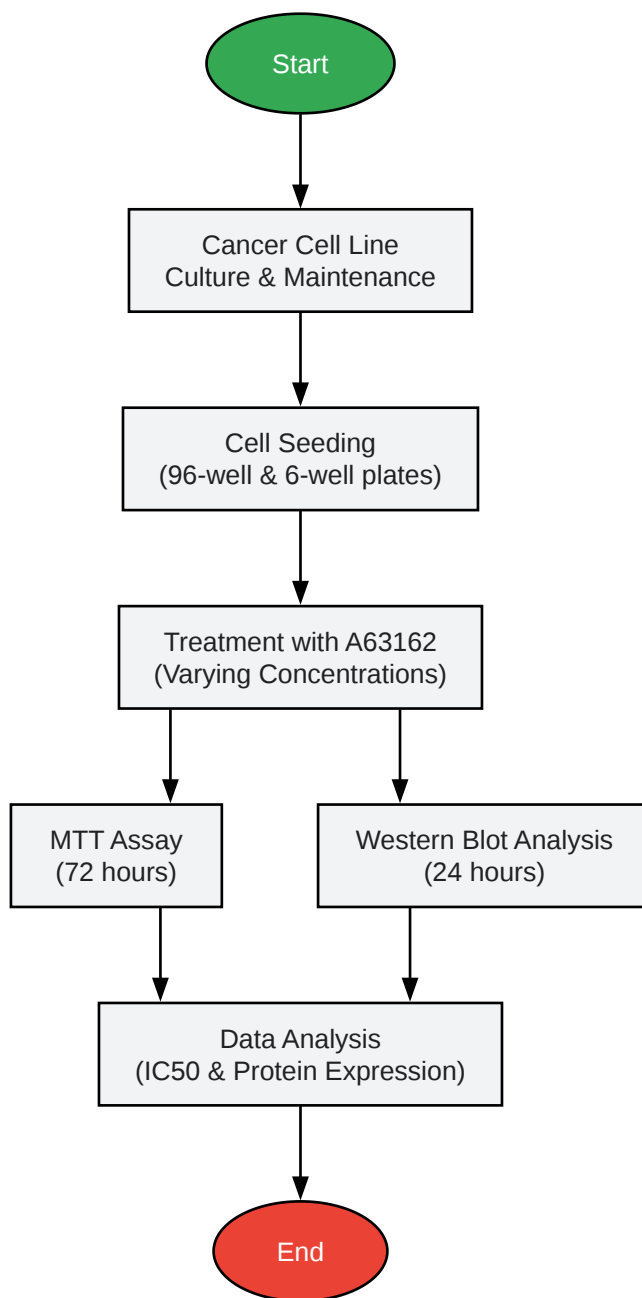 Start
Cancer Cell Line
Culture & Maintenance
Cell Seeding
(96-well & 6-well plates)
Treatment with A63162
(Varying Concentrations)
MTT Assay
(72 hours)
Western Blot Analysis
(24 hours)
Data Analysis
(IC50 & Protein Expression)
End